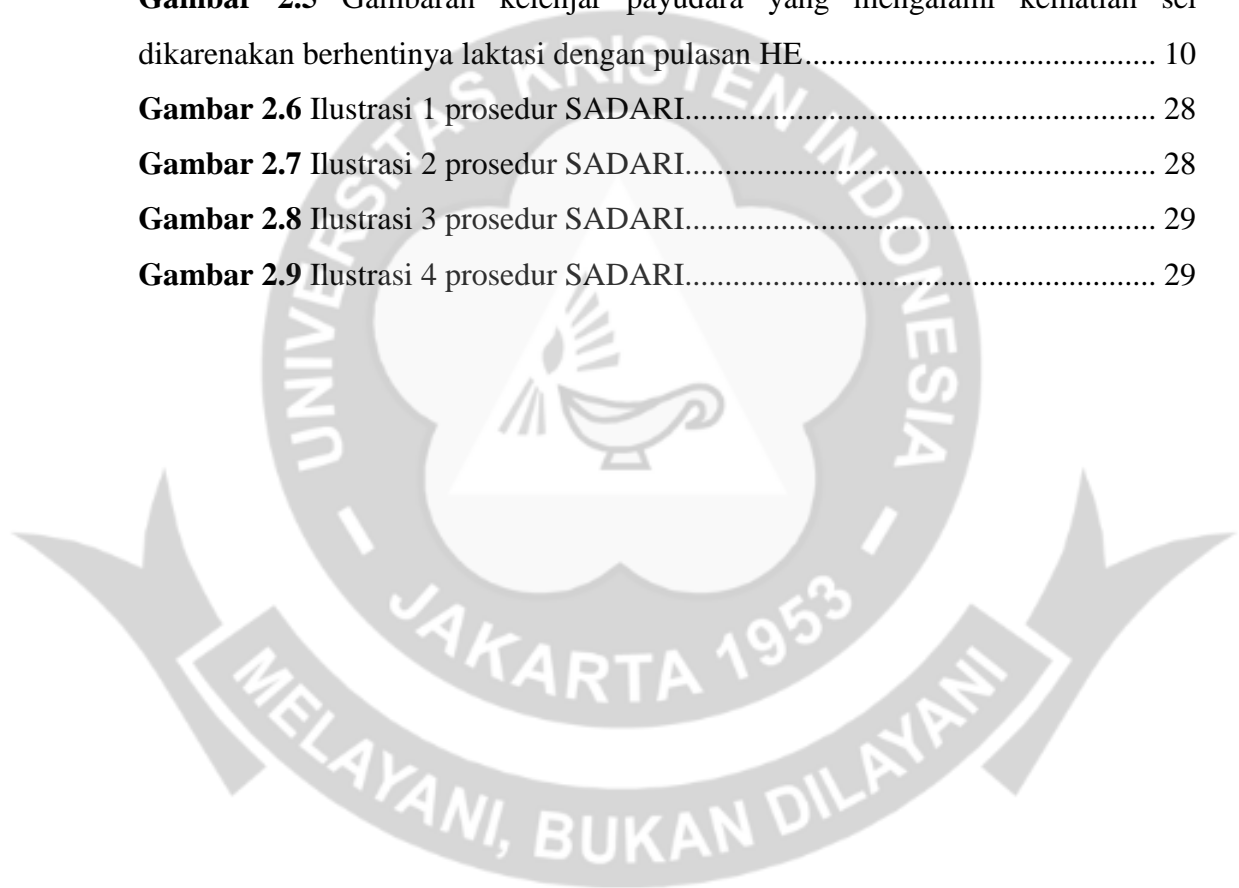 Gambar 2.5 Gambaran kelenjar payudara yang mengalami kematian sel
dikarenakan berhentinya laktasi dengan pulasan HE............................................ 10
Gambar 2.6 Ilustrasi 1 prosedur SADARI........................................................... 28
Gambar 2.7 Ilustrasi 2 prosedur SADARI........................................................... 28
Gambar 2.8 Ilustrasi 3 prosedur SADARI........................................................... 29
Gambar 2.9 Ilustrasi 4 prosedur SADARI........................................................... 29
UNIVERSITAS KRISTEN INDONESIA
JAKARTA 1953
MELAYANI, BUKAN DILAYANI